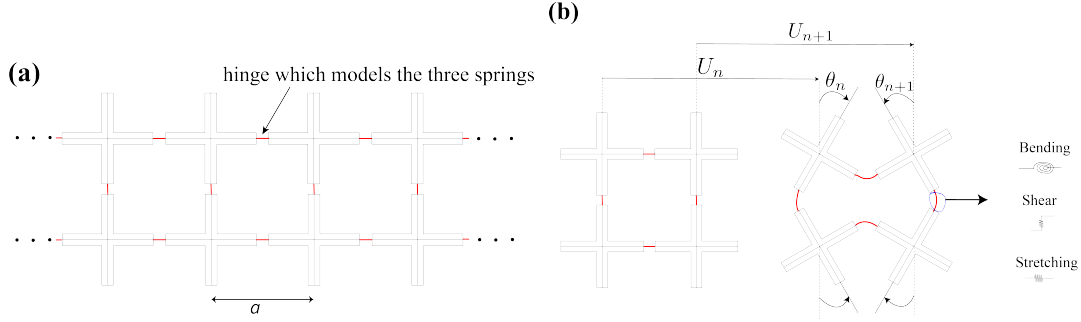 (a)
hinge which models the three springs
a
(b)
U_{n+1}
U_n
θ_n
θ_{n+1}
Bending
Shear
Stretching